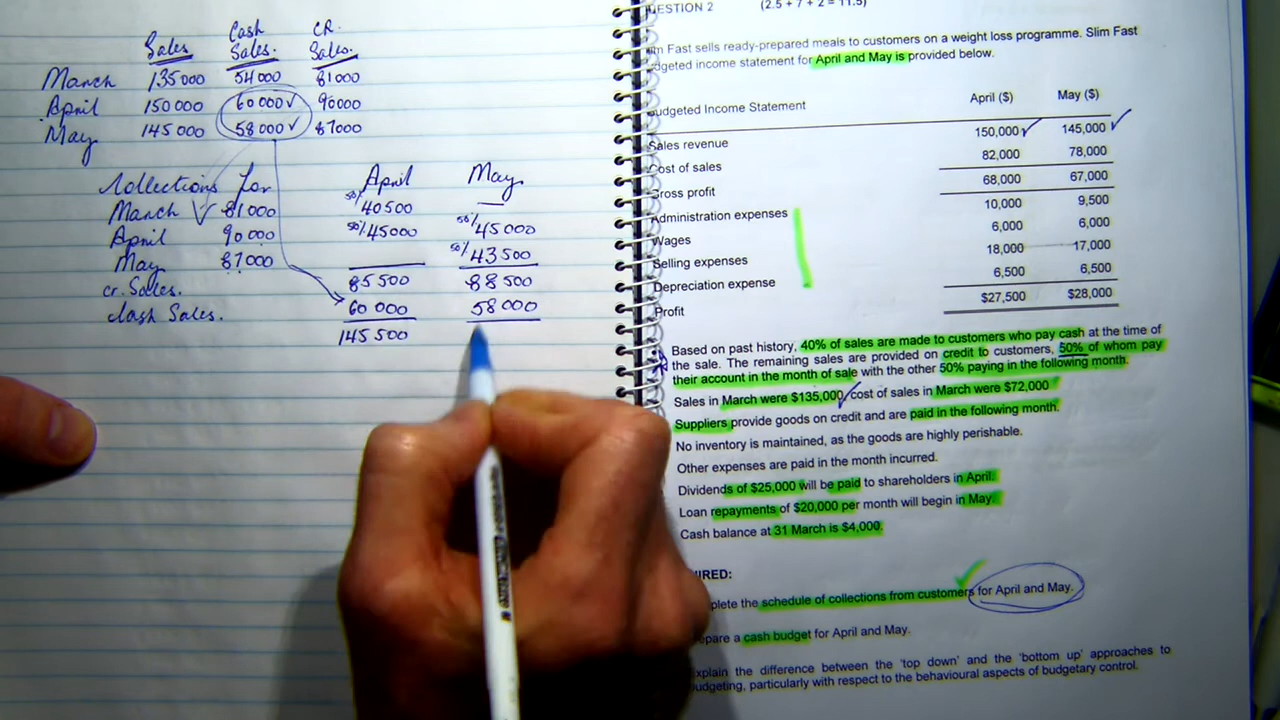 Cash CR.
Sales Sales. Sales.
March 135000 54000 81000
April 150000 60000✓ 90000
May 145000 58000✓ 87000
Collections for April May
March 81000 50% 40500 —
April 90000 50% 45000 50% 45000
May 87000 50% 43500
cr. Sales. 85500 88500
Cash Sales. 60000 58000
145500
ESTION 2 (2.5 + 7 + 2 = 11.5)
m Fast sells ready-prepared meals to customers on a weight loss programme. Slim Fast
dgeted income statement for April and May is provided below.
udgeted Income Statement April ($) May ($)
Sales revenue 150,000 145,000
Cost of sales 82,000 78,000
Gross profit 68,000 67,000
Administration expenses 10,000 9,500
Wages 6,000 6,000
Selling expenses 18,000 17,000
Depreciation expense 6,500 6,500
Profit $27,500 $28,000
Based on past history, 40% of sales are made to customers who pay cash at the time of
the sale. The remaining sales are provided on credit to customers, 50% of whom pay
their account in the month of sale with the other 50% paying in the following month.
Sales in March were $135,000, cost of sales in March were $72,000
Suppliers provide goods on credit and are paid in the following month.
No inventory is maintained, as the goods are highly perishable.
Other expenses are paid in the month incurred.
Dividends of $25,000 will be paid to shareholders in April.
Loan repayments of $20,000 per month will begin in May.
Cash balance at 31 March is $4,000.
IRED:
plete the schedule of collections from customers for April and May.
epare a cash budget for April and May.
xplain the difference between the 'top down' and the 'bottom up' approaches to
udgeting, particularly with respect to the behavioural aspects of budgetary control.